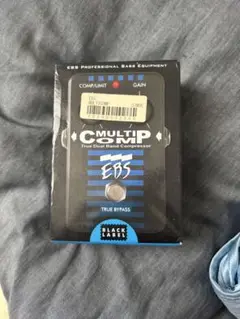 EBS PROFESSIONAL BASS EQUIPMENT
COMP/LIMIT
GAIN
MULTI
COMP
True Dual Band Compressor
EBS
TRUE BYPASS
BLACK
LABEL